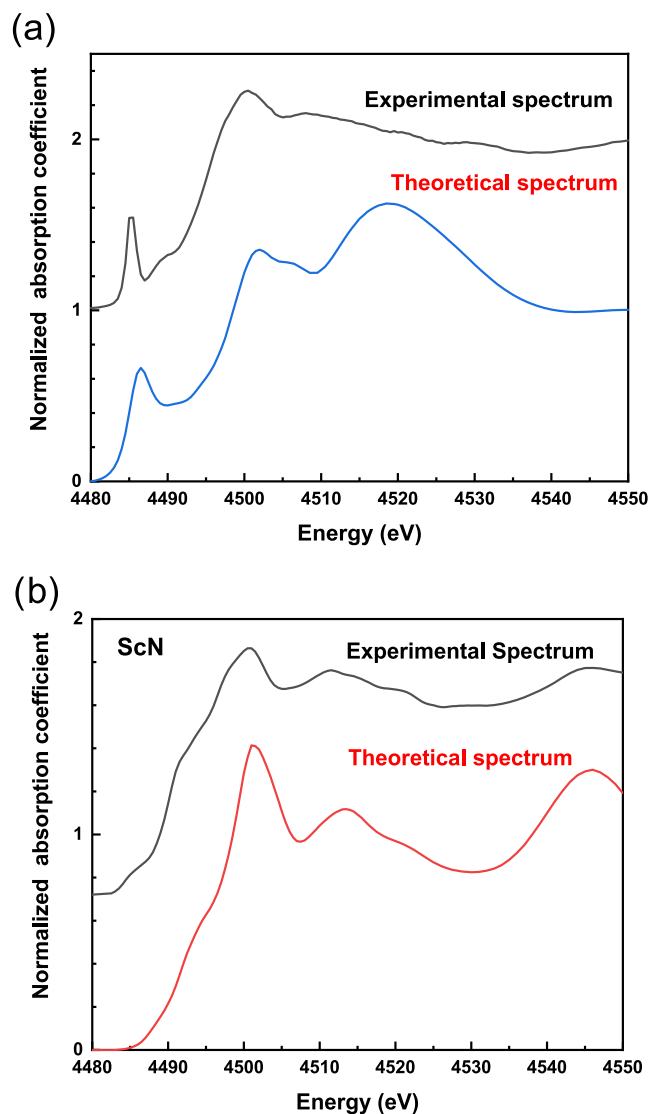 (a)
Experimental spectrum
Theoretical spectrum
Normalized absorption coefficient
2
1
0
4480 4490 4500 4510 4520 4530 4540 4550
Energy (eV)
(b)
ScN
Experimental Spectrum
Theoretical spectrum
Normalized absorption coefficient
2
1
0
4480 4490 4500 4510 4520 4530 4540 4550
Energy (eV)